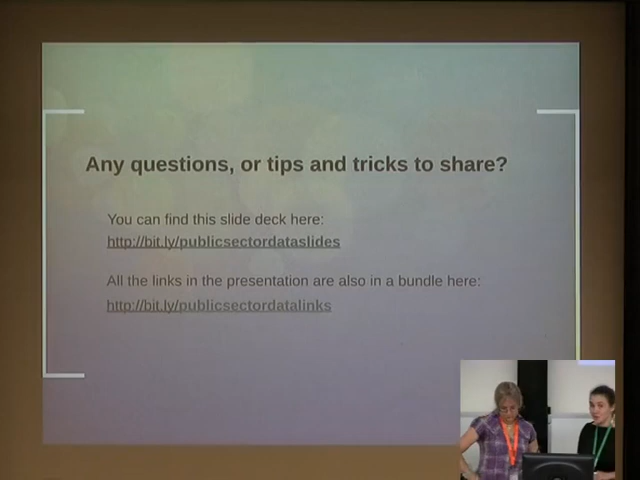 Any questions, or tips and tricks to share?
You can find this slide deck here:
http://bit.ly/publicsectordataslides
All the links in the presentation are also in a bundle here:
http://bit.ly/publicsectordatalinks